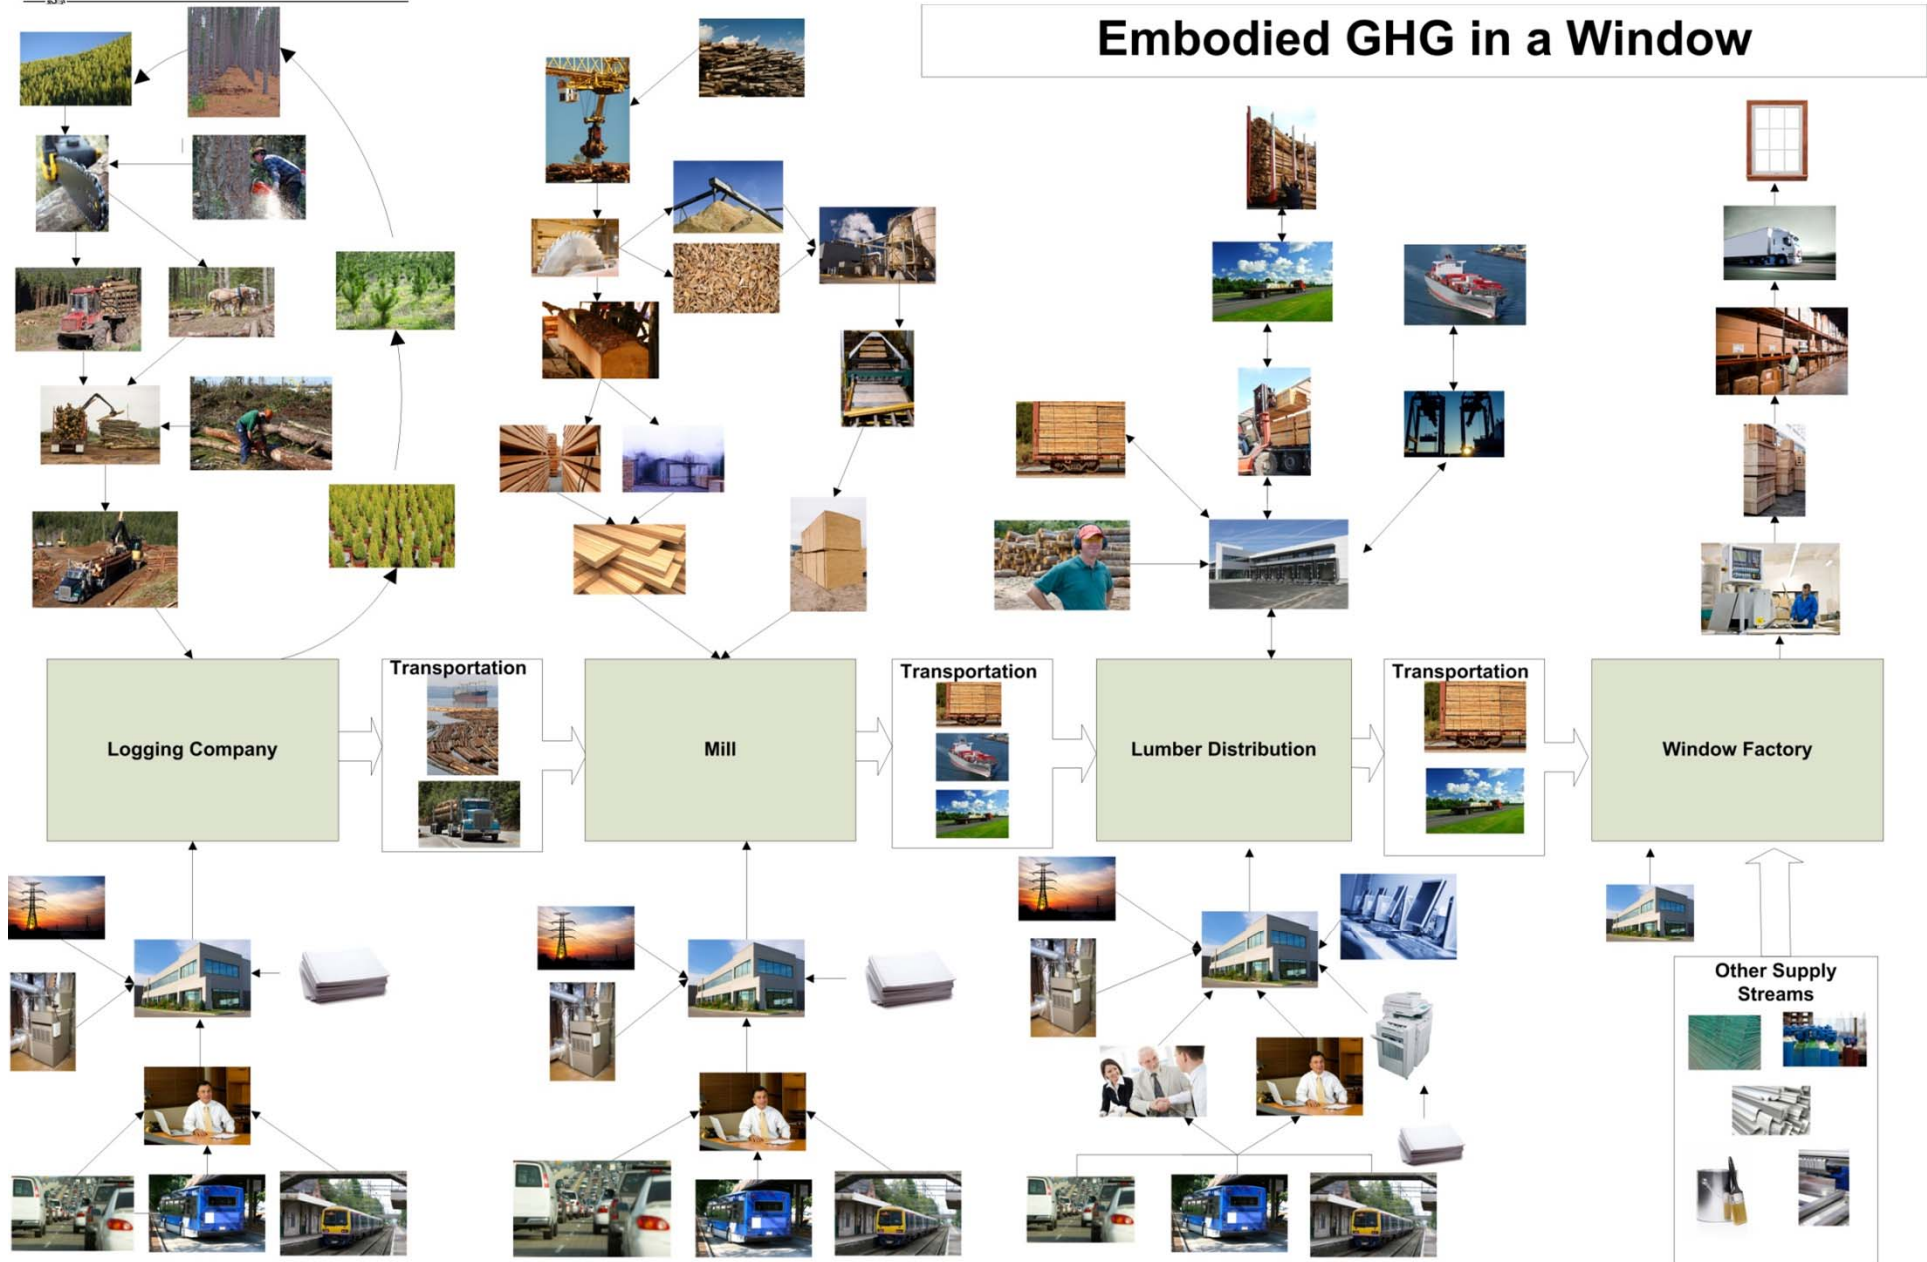 Embodied GHG in a Window
Logging Company
Transportation
Mill
Transportation
Lumber Distribution
Transportation
Window Factory
Other Supply
Streams